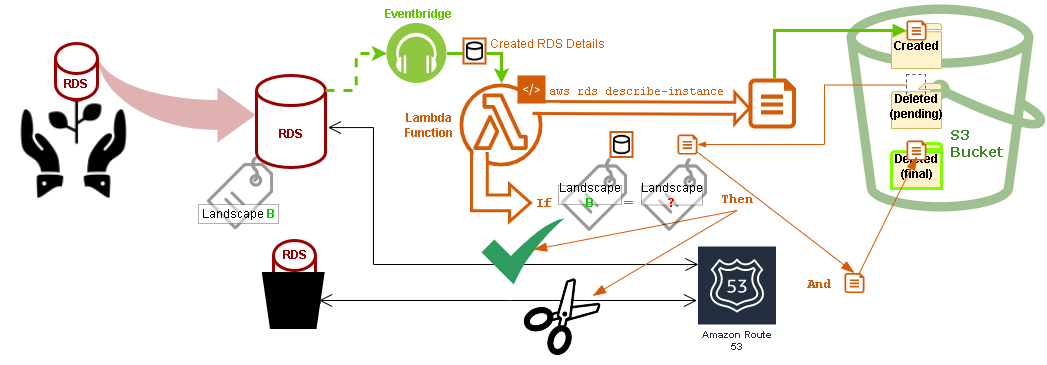 Eventbridge
Created RDS Details
Created
RDS
</>
aws rds describe-instance
Deleted
(pending)
Lambda
Function
RDS
S3
Bucket
Deleted
(final)
Landscape
B
=
Landscape
?
If
Then
Landscape B
RDS
53
And
Amazon Route
53